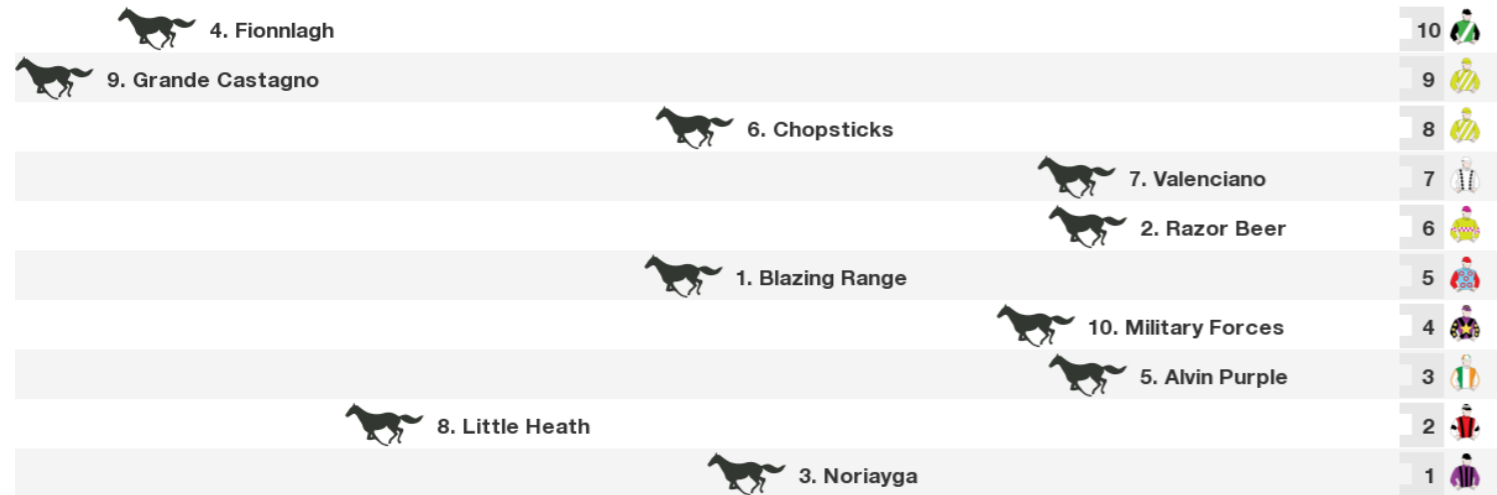 4. Fionnlagh 10
9. Grande Castagno 9
6. Chopsticks 8
7. Valenciano 7
2. Razor Beer 6
1. Blazing Range 5
10. Military Forces 4
5. Alvin Purple 3
8. Little Heath 2
3. Noriayga 1